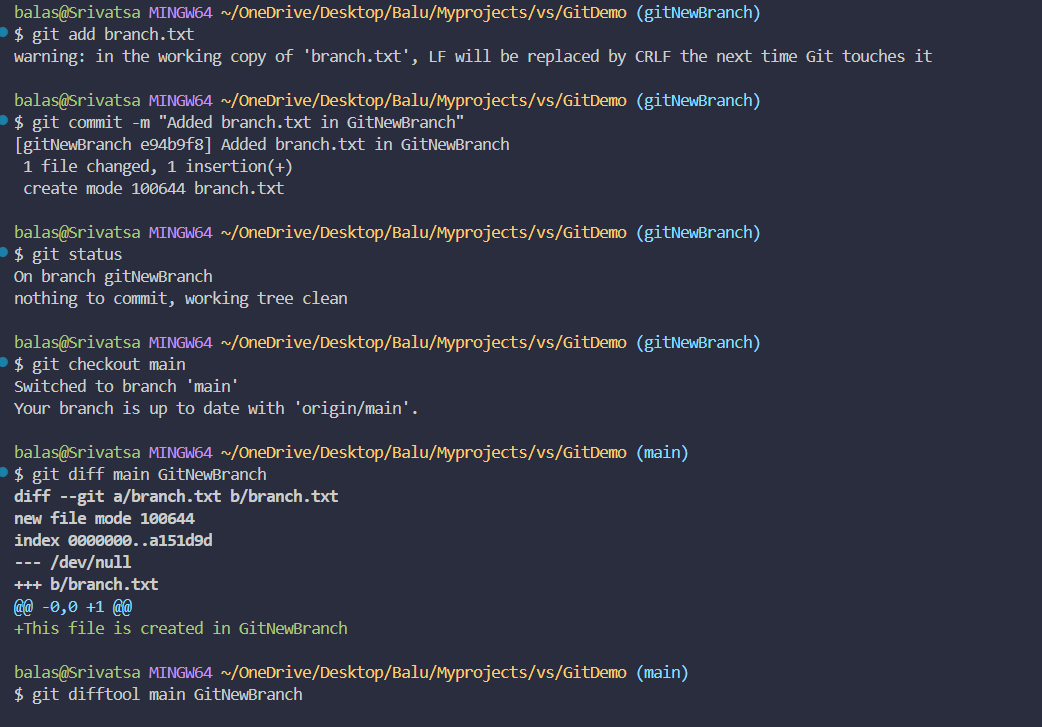 balas@Srivatsa MINGW64 ~/OneDrive/Desktop/Balu/Myprojects/vs/GitDemo (gitNewBranch)
$ git add branch.txt
warning: in the working copy of 'branch.txt', LF will be replaced by CRLF the next time Git touches it
balas@Srivatsa MINGW64 ~/OneDrive/Desktop/Balu/Myprojects/vs/GitDemo (gitNewBranch)
$ git commit -m "Added branch.txt in GitNewBranch"
[gitNewBranch e94b9f8] Added branch.txt in GitNewBranch
 1 file changed, 1 insertion(+)
 create mode 100644 branch.txt
balas@Srivatsa MINGW64 ~/OneDrive/Desktop/Balu/Myprojects/vs/GitDemo (gitNewBranch)
$ git status
On branch gitNewBranch
nothing to commit, working tree clean
balas@Srivatsa MINGW64 ~/OneDrive/Desktop/Balu/Myprojects/vs/GitDemo (gitNewBranch)
$ git checkout main
Switched to branch 'main'
Your branch is up to date with 'origin/main'.
balas@Srivatsa MINGW64 ~/OneDrive/Desktop/Balu/Myprojects/vs/GitDemo (main)
$ git diff main GitNewBranch
diff --git a/branch.txt b/branch.txt
new file mode 100644
index 0000000..a151d9d
--- /dev/null
+++ b/branch.txt
@@ -0,0 +1 @@
+This file is created in GitNewBranch
balas@Srivatsa MINGW64 ~/OneDrive/Desktop/Balu/Myprojects/vs/GitDemo (main)
$ git difftool main GitNewBranch